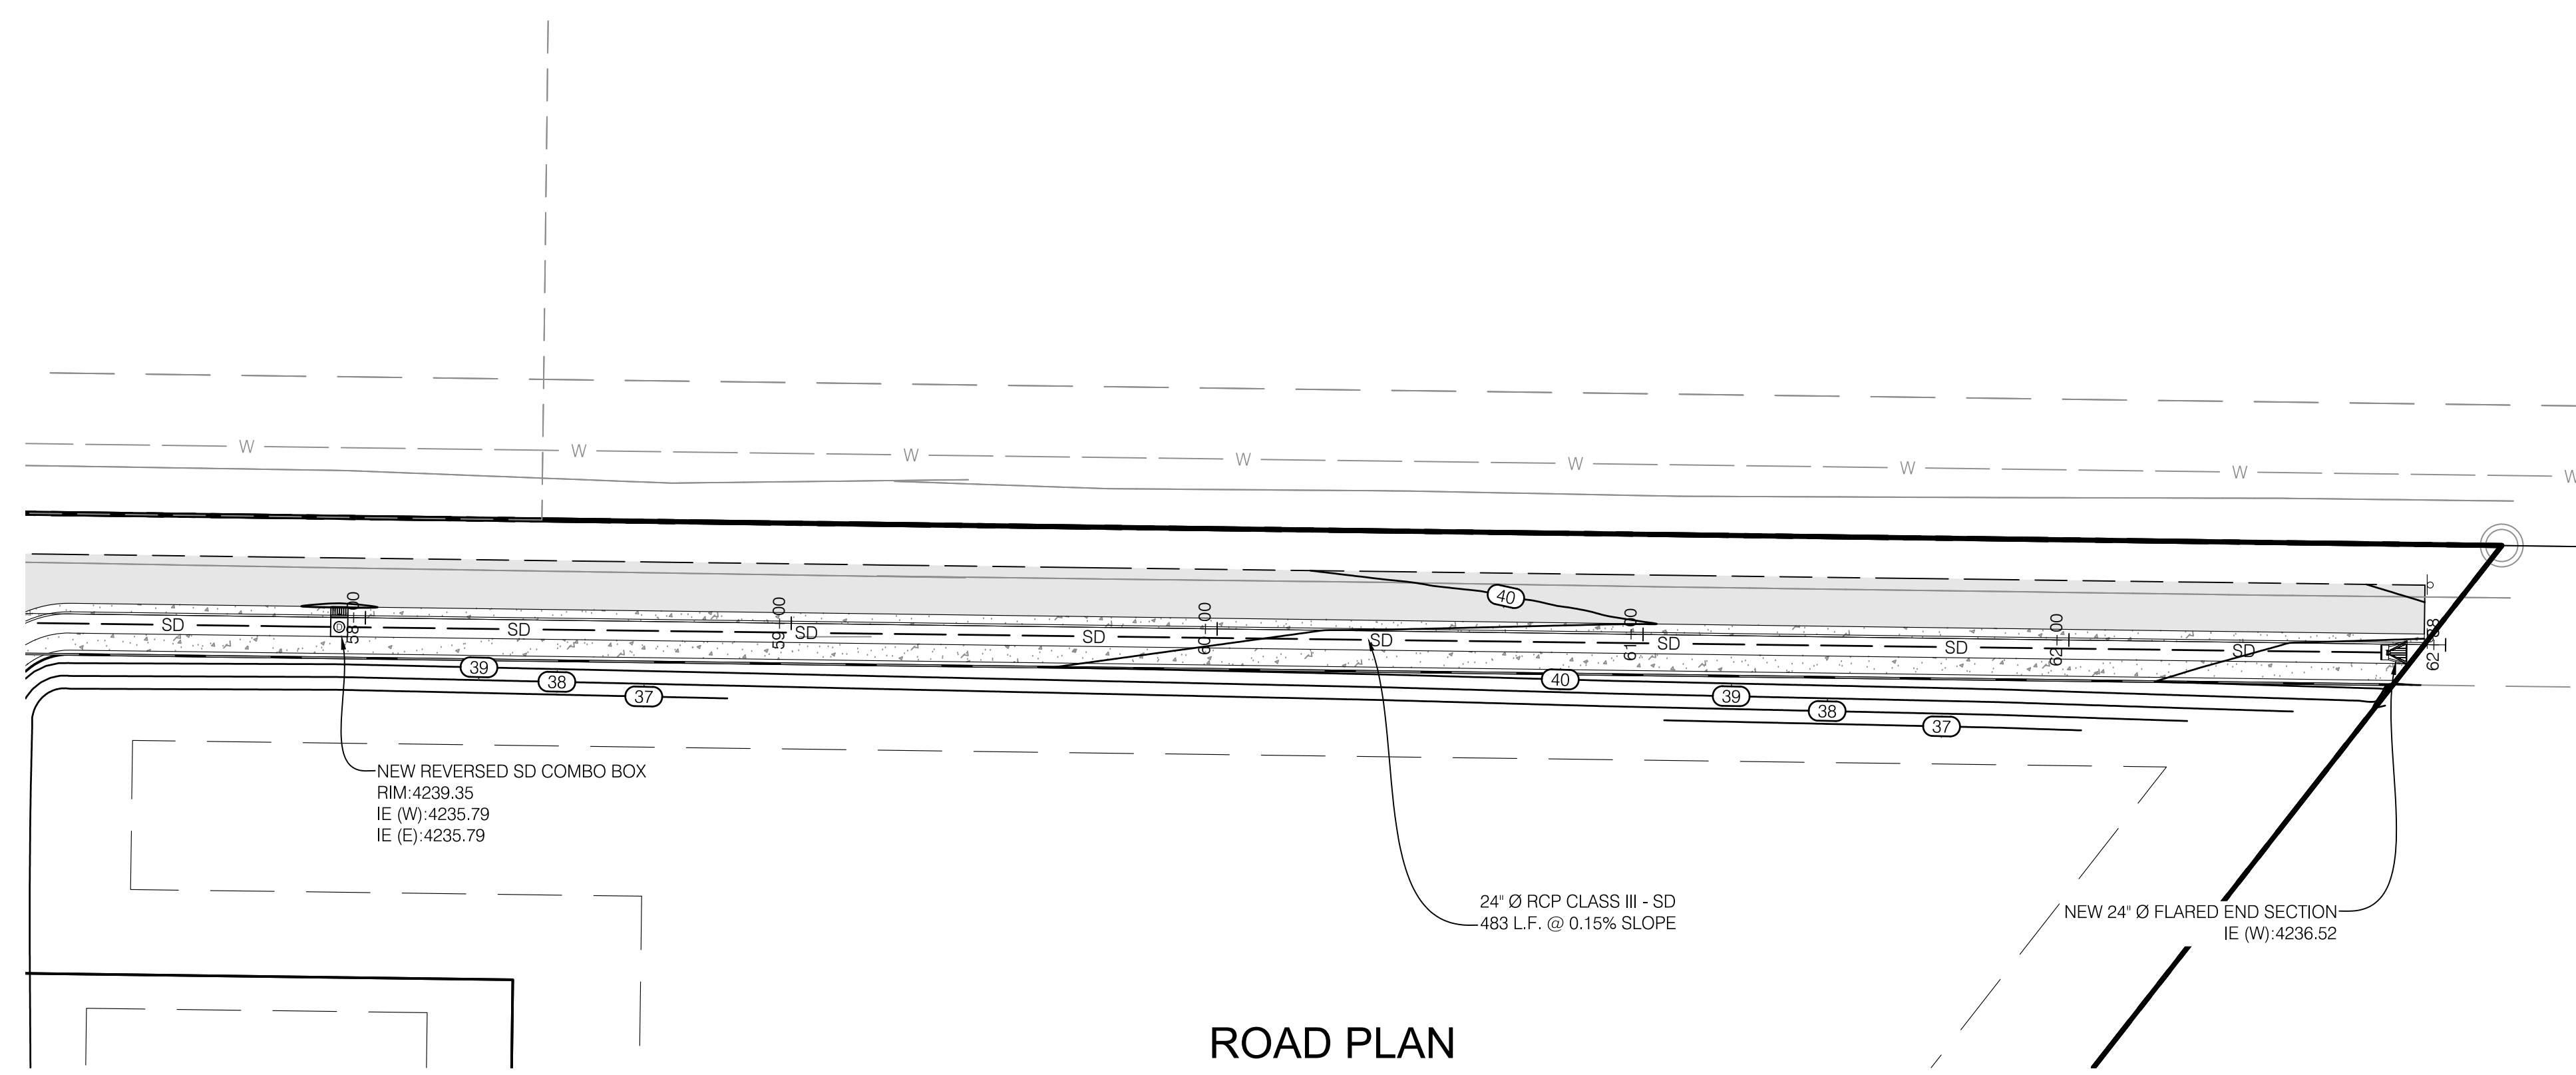 W W W W W W W W
40
P
58+00
59+00
60+00
61+00
62+00
SD SD SD SD SD SD SD SD
39
38
37
40
39
38
37
NEW REVERSED SD COMBO BOX
RIM:4239.35
IE (W):4235.79
IE (E):4235.79
24" Ø RCP CLASS III - SD
483 L.F. @ 0.15% SLOPE
NEW 24" Ø FLARED END SECTION
IE (W):4236.52
ROAD PLAN